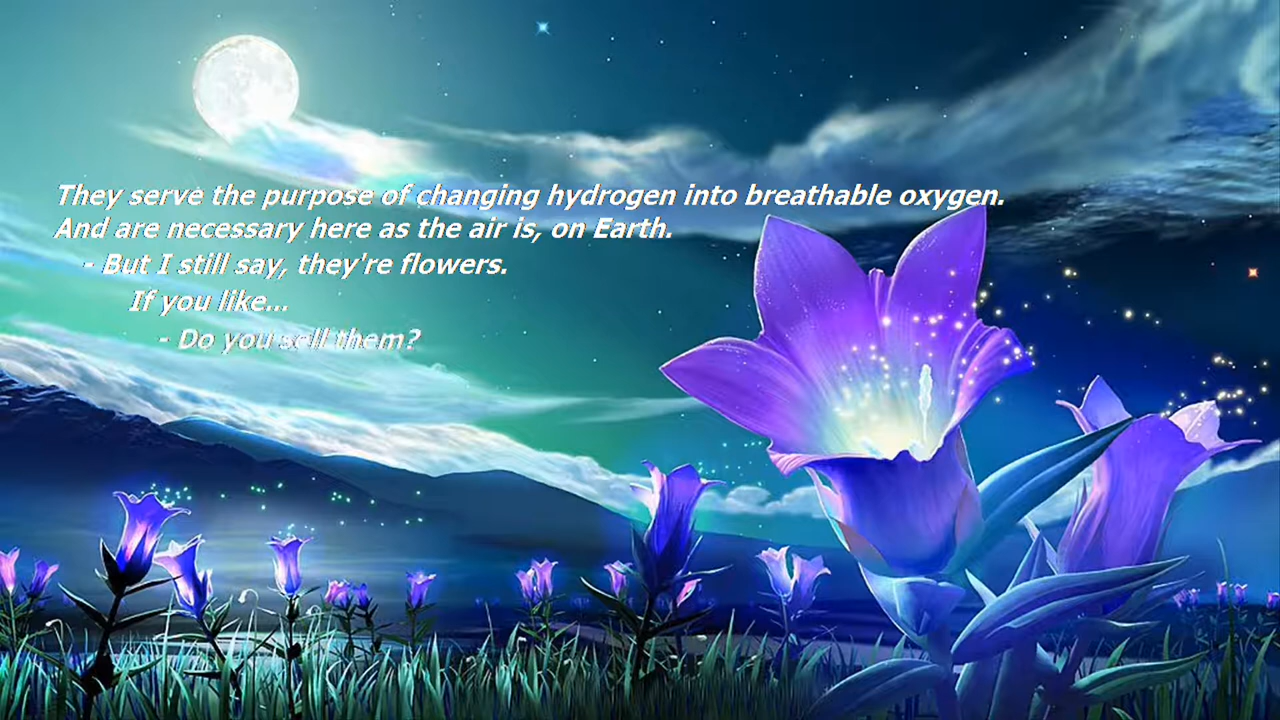 They serve the purpose of changing hydrogen into breathable oxygen.
And are necessary here as the air is, on Earth.
- But I still say, they're flowers.
If you like...
- Do you sell them?